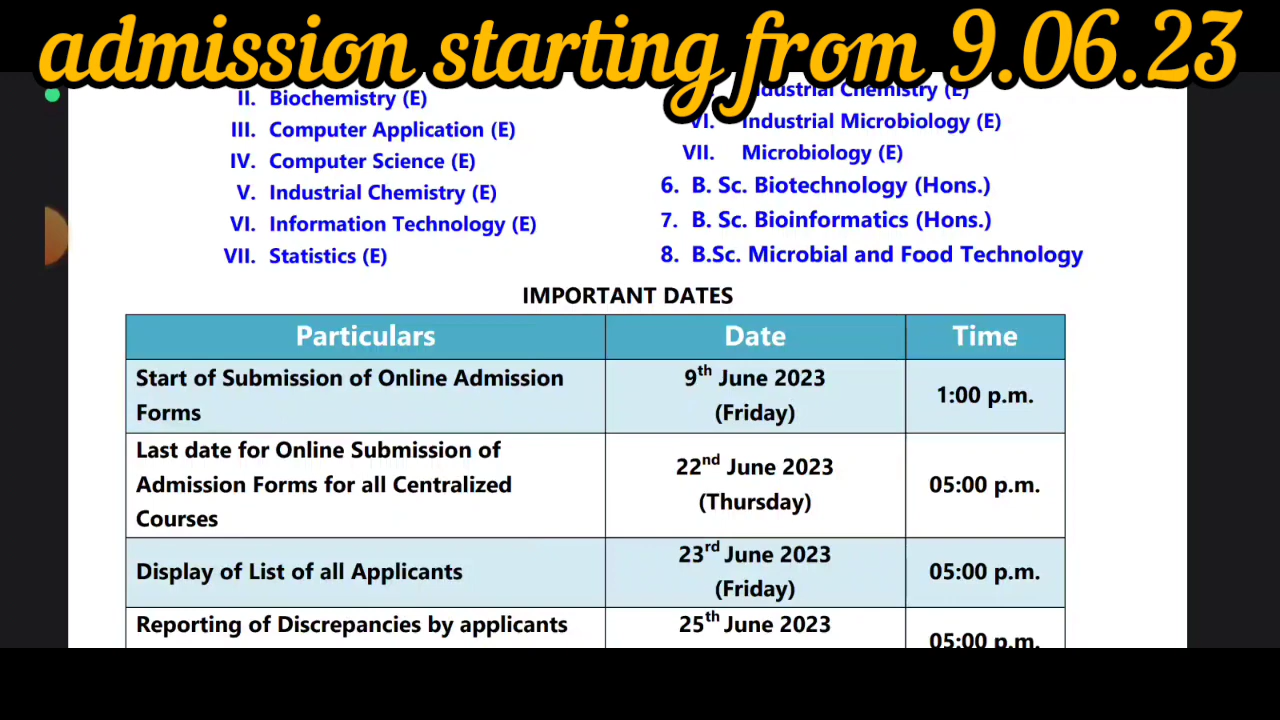 admission starting from 9.06.23
II. Biochemistry (E)
III. Computer Application (E)
IV. Computer Science (E)
V. Industrial Chemistry (E)
VI. Information Technology (E)
VII. Statistics (E)
Industrial Chemistry (E)
VI. Industrial Microbiology (E)
VII. Microbiology (E)
6. B. Sc. Biotechnology (Hons.)
7. B. Sc. Bioinformatics (Hons.)
8. B.Sc. Microbial and Food Technology
IMPORTANT DATES
Particulars Date Time
Start of Submission of Online Admission
Forms
9th June 2023
(Friday)
1:00 p.m.
Last date for Online Submission of
Admission Forms for all Centralized
Courses
22nd June 2023
(Thursday)
05:00 p.m.
Display of List of all Applicants
23rd June 2023
(Friday)
05:00 p.m.
Reporting of Discrepancies by applicants
25th June 2023
05:00 p.m.